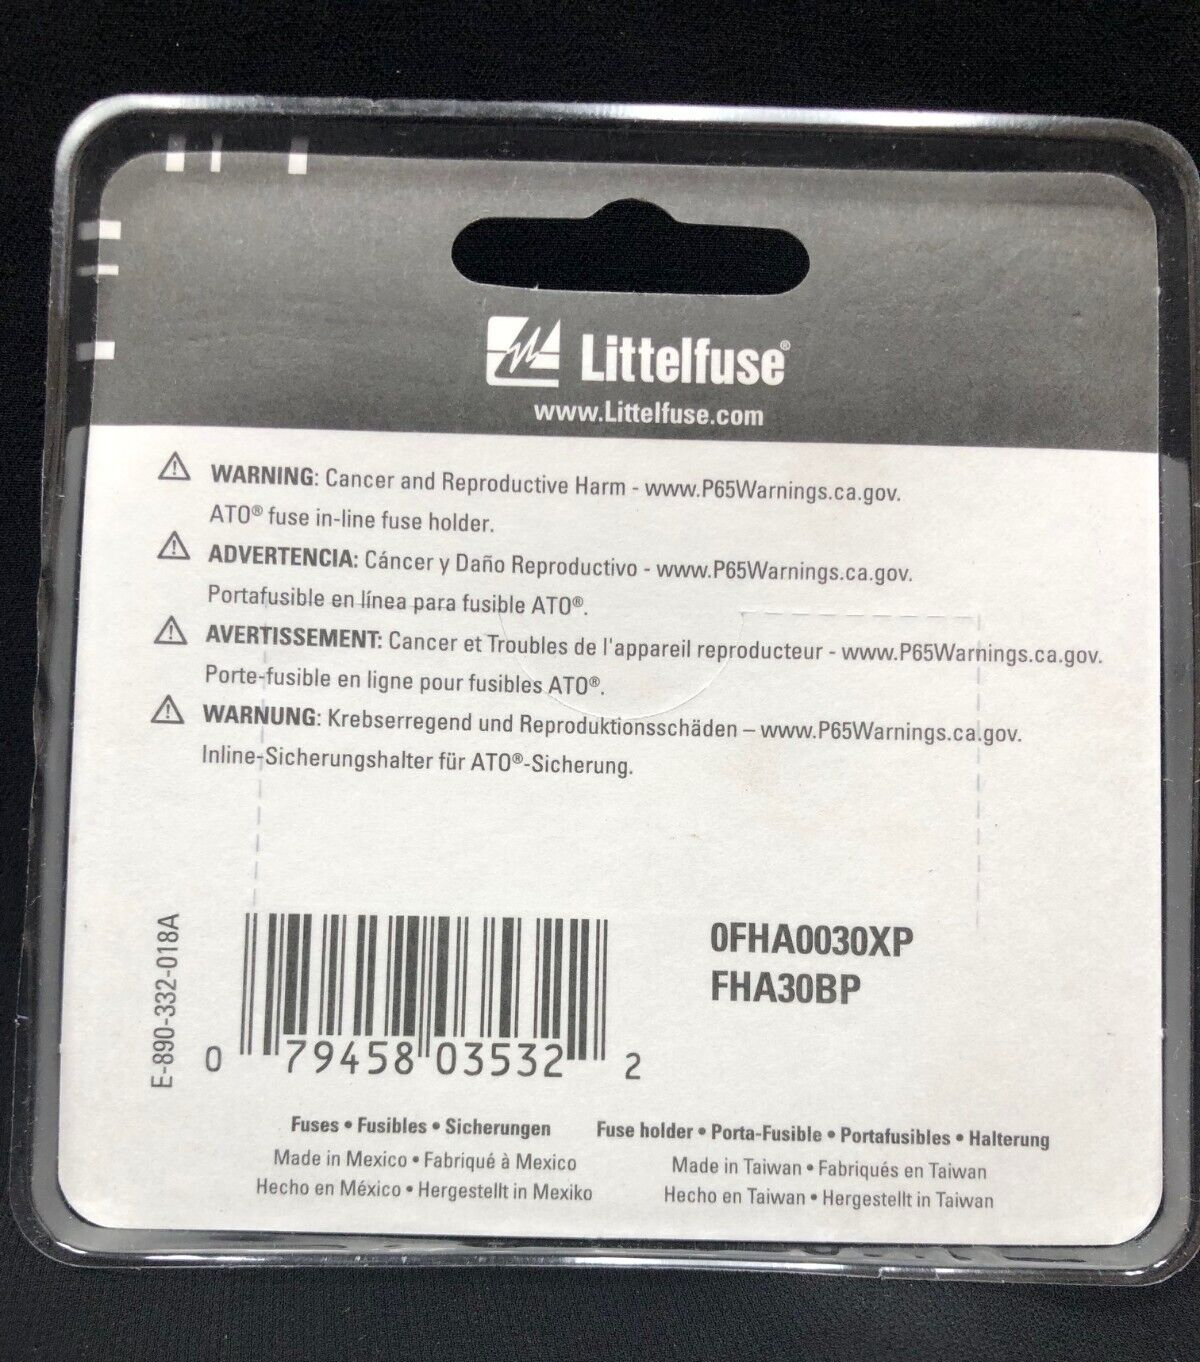 Littelfuse®
www.Littelfuse.com
WARNING: Cancer and Reproductive Harm - www.P65Warnings.ca.gov.
ATO® fuse in-line fuse holder.
ADVERTENCIA: Cáncer y Daño Reproductivo - www.P65Warnings.ca.gov.
Portafusible en línea para fusible ATO®.
AVERTISSEMENT: Cancer et Troubles de l'appareil reproducteur - www.P65Warnings.ca.gov.
Porte-fusible en ligne pour fusibles ATO®.
WARNUNG: Krebserregend und Reproduktionsschäden – www.P65Warnings.ca.gov.
Inline-Sicherungshalter für ATO®-Sicherung.
E-890-332-018A
0 79458 03532 2
0FHA0030XP
FHA30BP
Fuses • Fusibles • Sicherungen
Made in Mexico • Fabriqué à Mexico
Hecho en México • Hergestellt in Mexiko
Fuse holder • Porta-Fusible • Portafusibles • Halterung
Made in Taiwan • Fabriqués en Taiwan
Hecho en Taiwan • Hergestellt in Taiwan